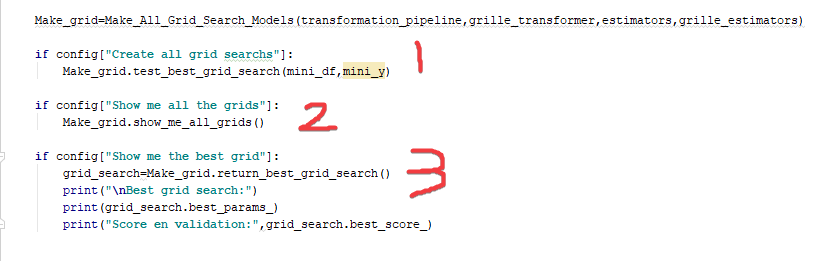 Make_grid=Make_All_Grid_Search_Models(transformation_pipeline,grille_transformer,estimators,grille_estimators)
if config["Create all grid searchs"]:
Make_grid.test_best_grid_search(mini_df,mini_y)
1
if config["Show me all the grids"]:
Make_grid.show_me_all_grids()
2
if config["Show me the best grid"]:
grid_search=Make_grid.return_best_grid_search()
3
print("\nBest grid search:")
print(grid_search.best_params_)
print("Score en validation:",grid_search.best_score_)